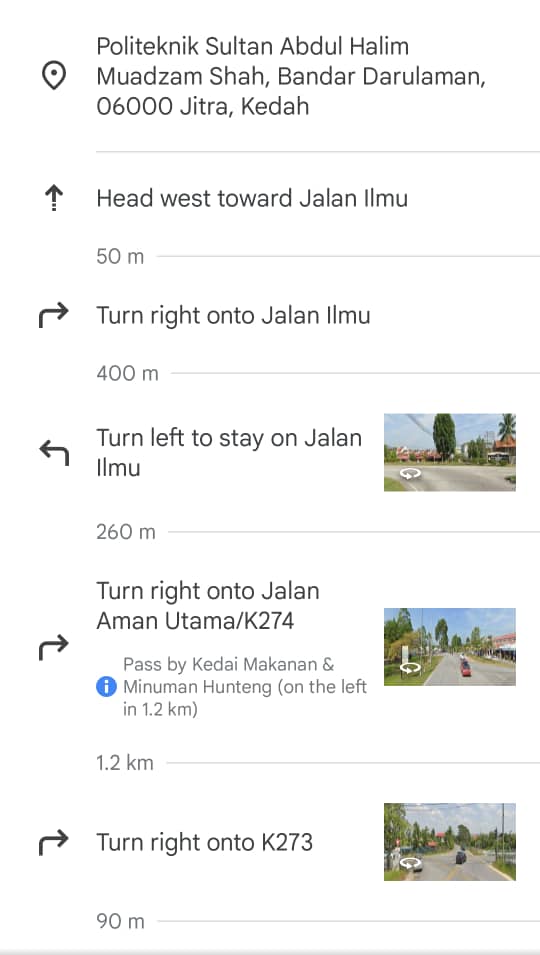 Politeknik Sultan Abdul Halim
Muadzam Shah, Bandar Darulaman,
06000 Jitra, Kedah
Head west toward Jalan Ilmu
50 m
Turn right onto Jalan Ilmu
400 m
Turn left to stay on Jalan
Ilmu
260 m
Turn right onto Jalan
Aman Utama/K274
Pass by Kedai Makanan &
Minuman Hunteng (on the left
in 1.2 km)
1.2 km
Turn right onto K273
90 m